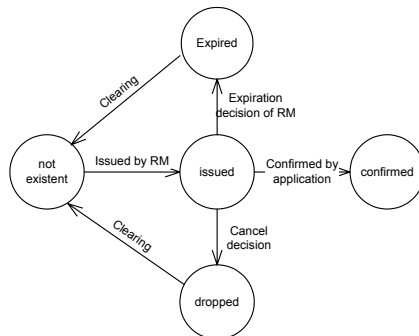 Expired
Clearing
Expiration
decision of RM
not
existent
Issued by RM
issued
Confirmed by
application
confirmed
Clearing
Cancel
decision
dropped